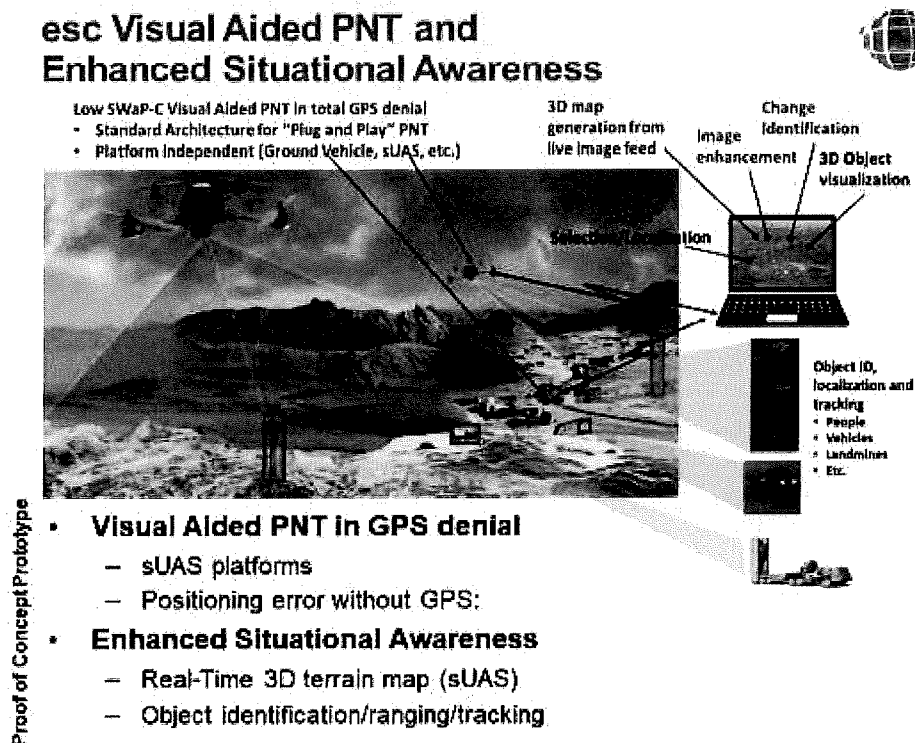 esc Visual Aided PNT and
Enhanced Situational Awareness
Low SWaP-C Visual Aided PNT in total GPS denial
• Standard Architecture for "Plug and Play" PNT
• Platform Independent (Ground Vehicle, sUAS, etc.)
3D map
generation from
live image feed
Image
enhancement
Change
Identification
3D Object
visualization
Selection/Localization
Object ID,
localization and
tracking
• People
• Vehicles
• Landmines
• Etc.
Proof of Concept Prototype
• Visual Aided PNT in GPS denial
– sUAS platforms
– Positioning error without GPS:
• Enhanced Situational Awareness
– Real-Time 3D terrain map (sUAS)
– Object identification/ranging/tracking